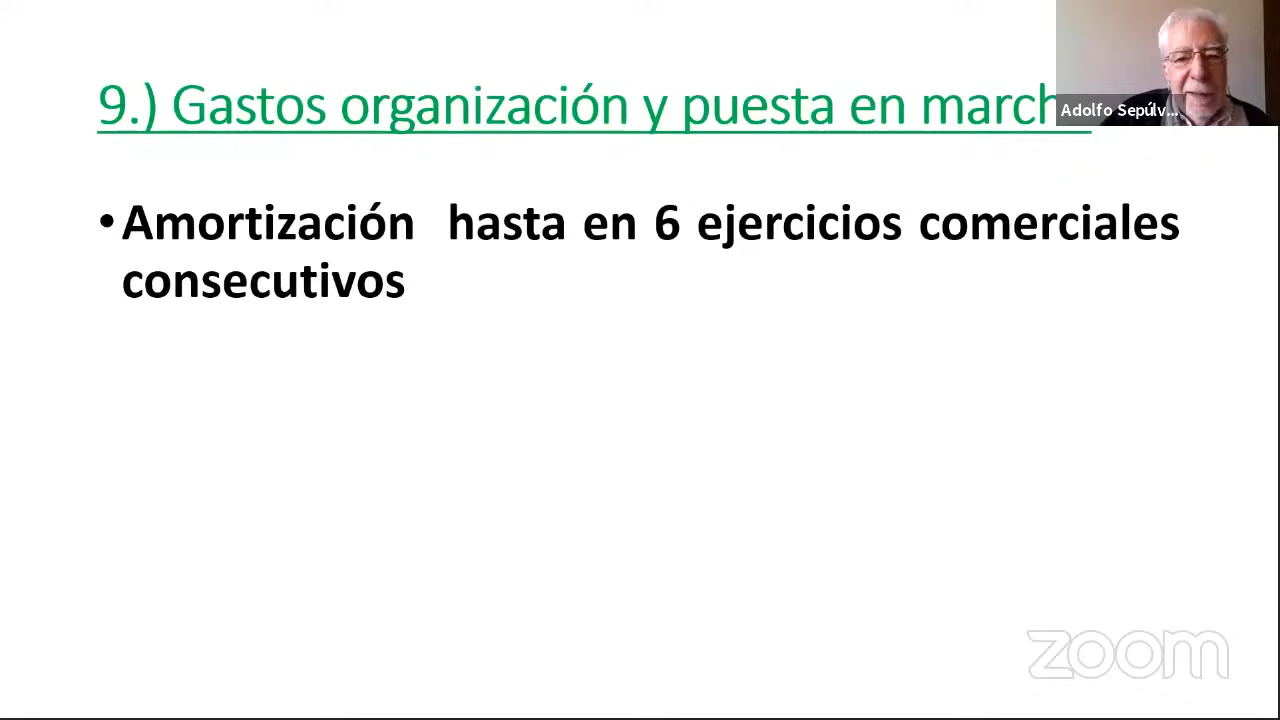 9.) Gastos organización y puesta en march
Adolfo Sepúlv...
•Amortización hasta en 6 ejercicios comerciales
consecutivos
zoom